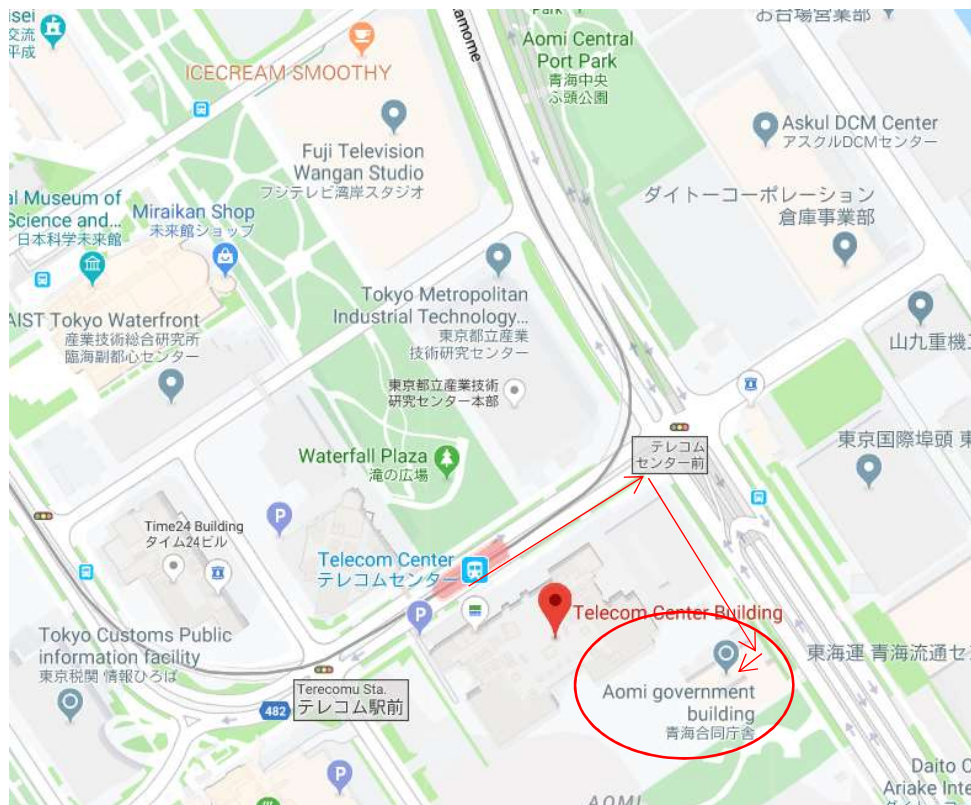 isei
交流
平成
ICECREAM SMOOTHY
amome
Park
お台場営業部
Aomi Central
Port Park
青海中央
ふ頭公園
Fuji Television
Wangan Studio
フジテレビ湾岸スタジオ
Askul DCM Center
アスクルDCMセンター
al Museum of
Science and...
日本科学未来館
Miraikan Shop
未来館ショップ
ダイトーコーポレーション
倉庫事業部
AIST Tokyo Waterfront
産業技術総合研究所
臨海副都心センター
Tokyo Metropolitan
Industrial Technology...
東京都立産業
技術研究センター
山九重機工
東京都立産業技術
研究センター本部
Waterfall Plaza
滝の広場
テレコム
センター前
東京国際埠頭 東
P
Time24 Building
タイム24ビル
Telecom Center
テレコムセンター
P
Telecom Center Building
Tokyo Customs Public
information facility
東京税関 情報ひろば
Terecomu Sta.
テレコム駅前
482
Aomi government
building
青海合同庁舎
東海運 青海流通セ
P
AOMI
Daito C
Ariake Inte